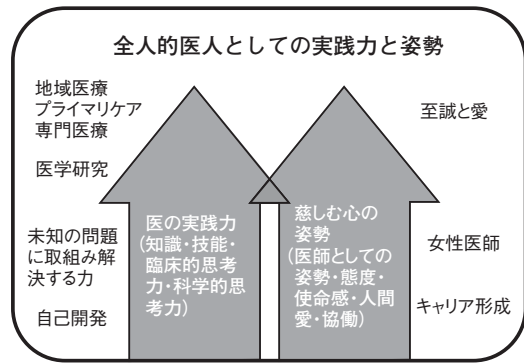 全人的医人としての実践力と姿勢
地域医療
プライマリケア
専門医療
医学研究
未知の問題
に取組み解
決する力
自己開発
医の実践力
(知識・技能・
臨床的思考
力・科学的思
考力)
慈しむ心の
姿勢
(医師としての
姿勢・態度・
使命感・人間
愛・協働)
至誠と愛
女性医師
キャリア形成